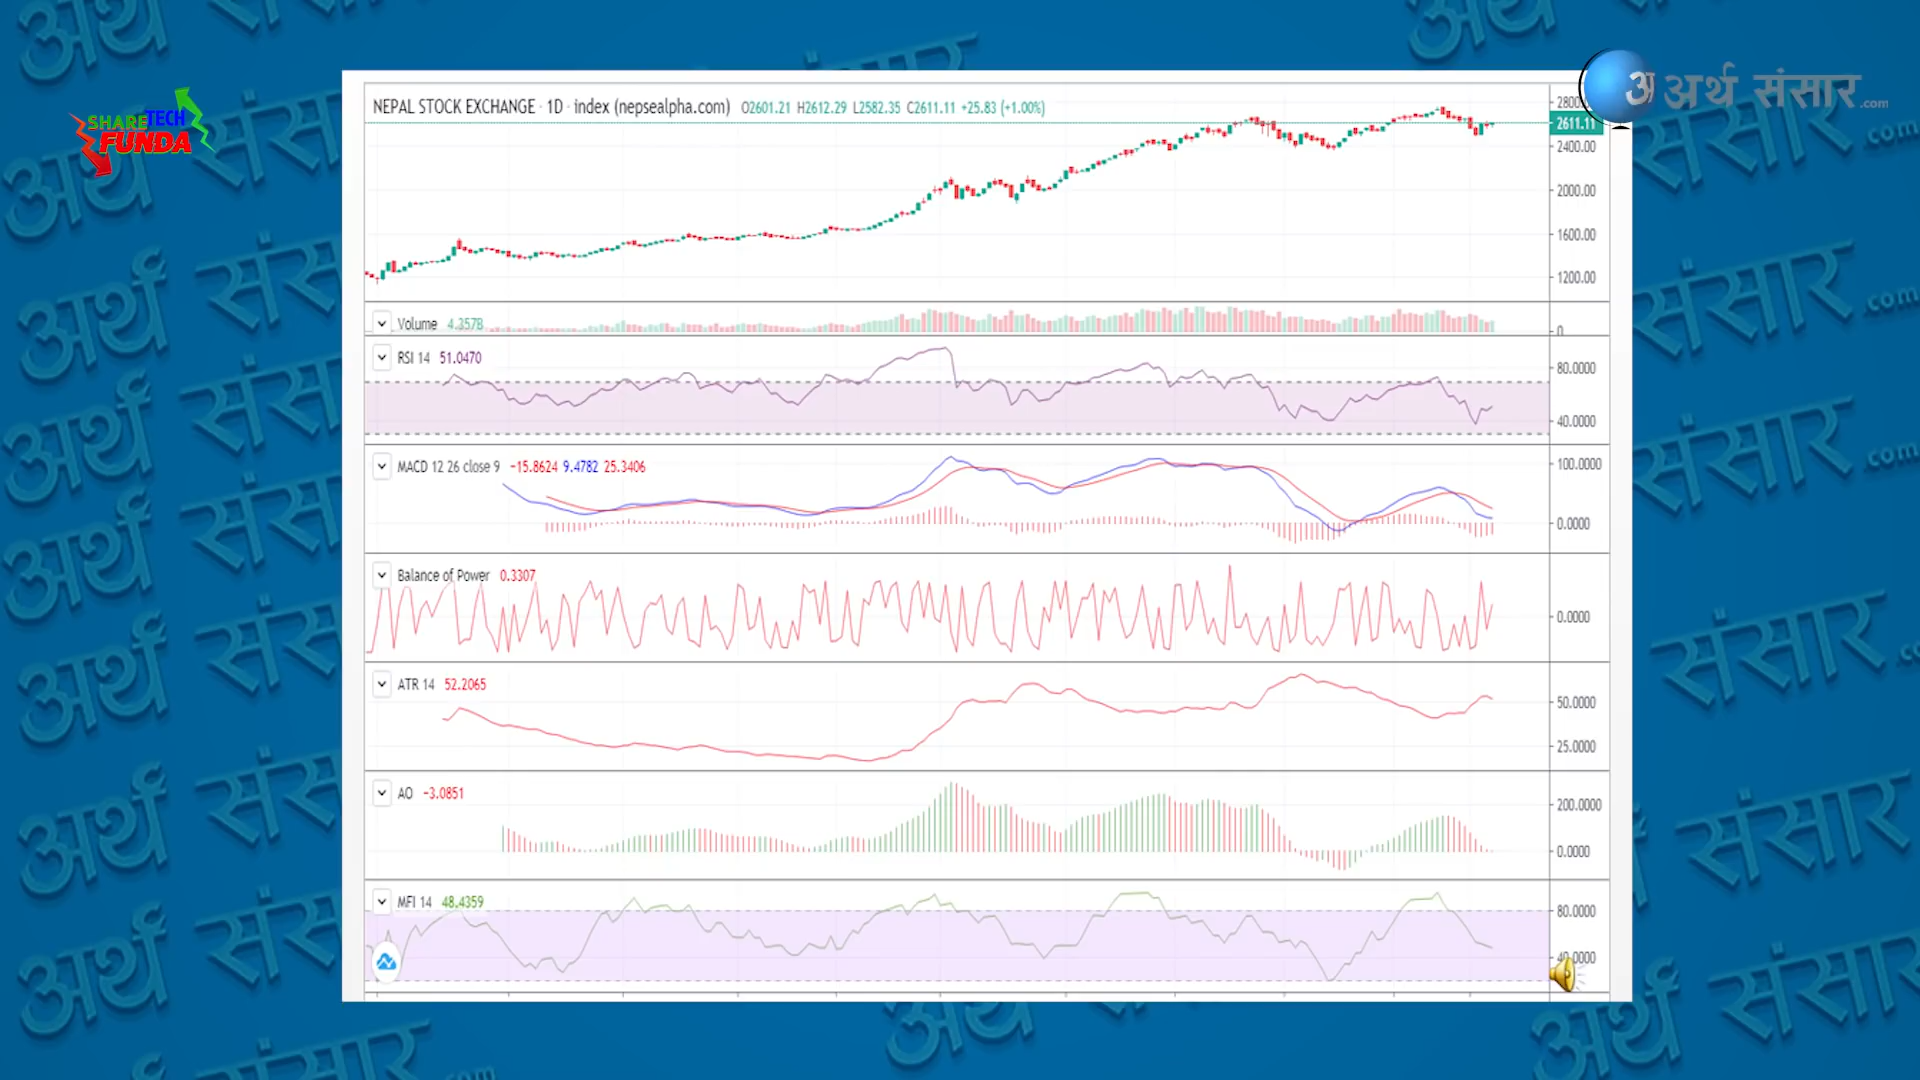 SHARE TECH
FUNDA
अर्थ संसार.com
NEPAL STOCK EXCHANGE · 1D · index (nepsealpha.com) O2601.21 H2612.29 L2582.35 C2611.11 +25.83 (+1.00%)
2611.11
2400.00
2000.00
1600.00
1200.00
Volume 4.357B
0
RSI 14 51.0470
80.0000
40.0000
MACD 12 26 close 9 −15.8624 9.4782 25.3406
100.0000
0.0000
Balance of Power 0.3307
0.0000
ATR 14 52.2065
50.0000
25.0000
AO −3.0851
200.0000
0.0000
MFI 14 48.4359
80.0000
40.0000